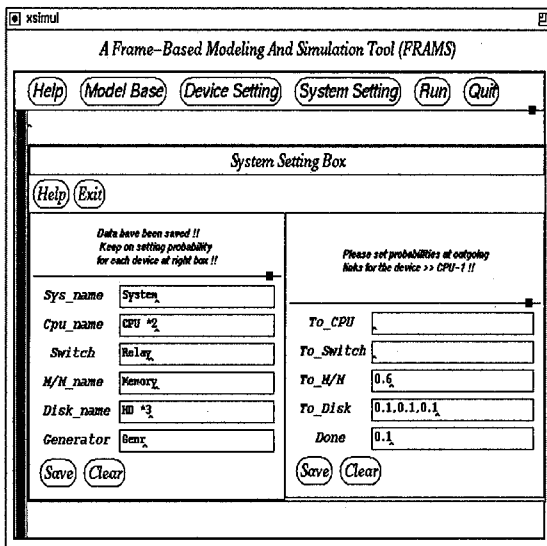 xsimul
A Frame-Based Modeling And Simulation Tool (FRAMS)
Help Model Base Device Setting System Setting Run Quit
System Setting Box
Help Exit
Data have been saved !!
Keep on setting probability
for each device at right box !!
Sys_name System
Cpu_name CPU *2
Switch Relay
M/M_name Memory
Disk_name HD *3
Generator Genr
Save Clear
Please set probabilities at outgoing
links for the device >> CPU-1 !!
To_CPU
To_Switch
To_M/M 0.6
To_Disk 0.1,0.1,0.1
Done 0.1
Save Clear